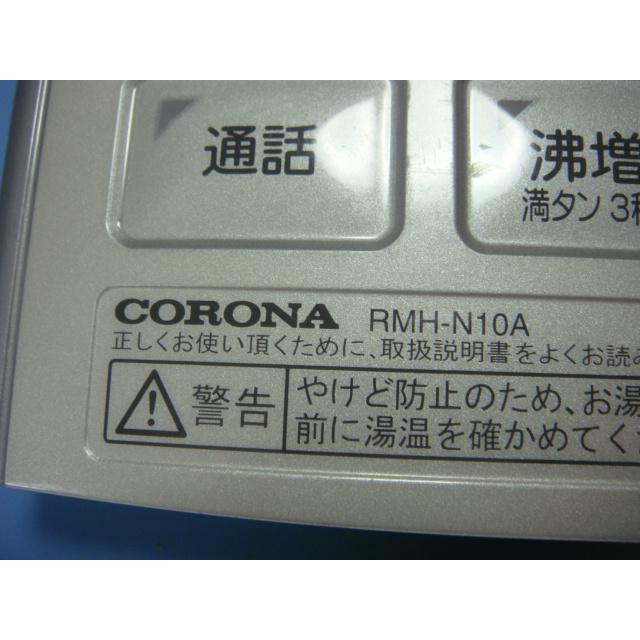 通話
沸増
満タン 3
CORONA RMH-N10A
正しくお使い頂くために、取扱説明書をよくお読み
警告
やけど防止のため、お湯
前に湯温を確かめてく